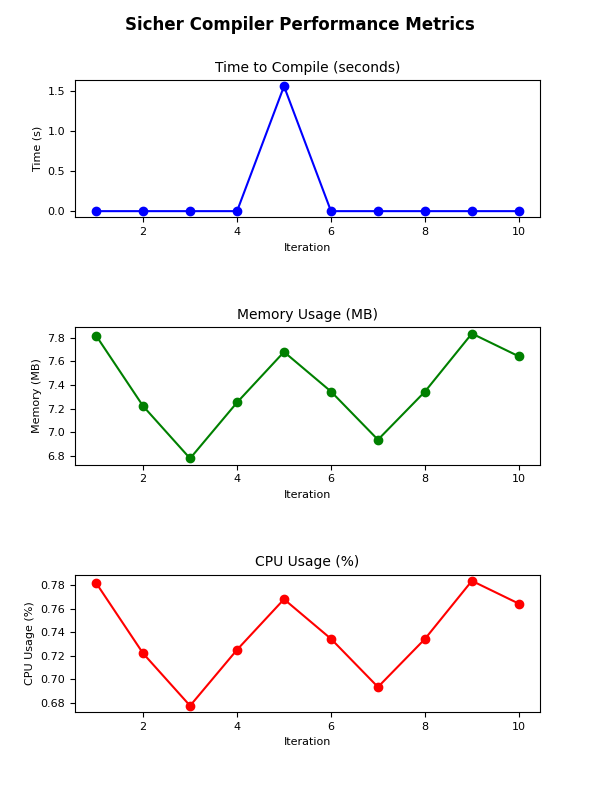 Sicher Compiler Performance Metrics
Time to Compile (seconds)
Time (s)
1.5
1.0
0.5
0.0
2 4 6 8 10
Iteration
Memory Usage (MB)
Memory (MB)
7.8
7.6
7.4
7.2
7.0
6.8
2 4 6 8 10
Iteration
CPU Usage (%)
CPU Usage (%)
0.78
0.76
0.74
0.72
0.70
0.68
2 4 6 8 10
Iteration